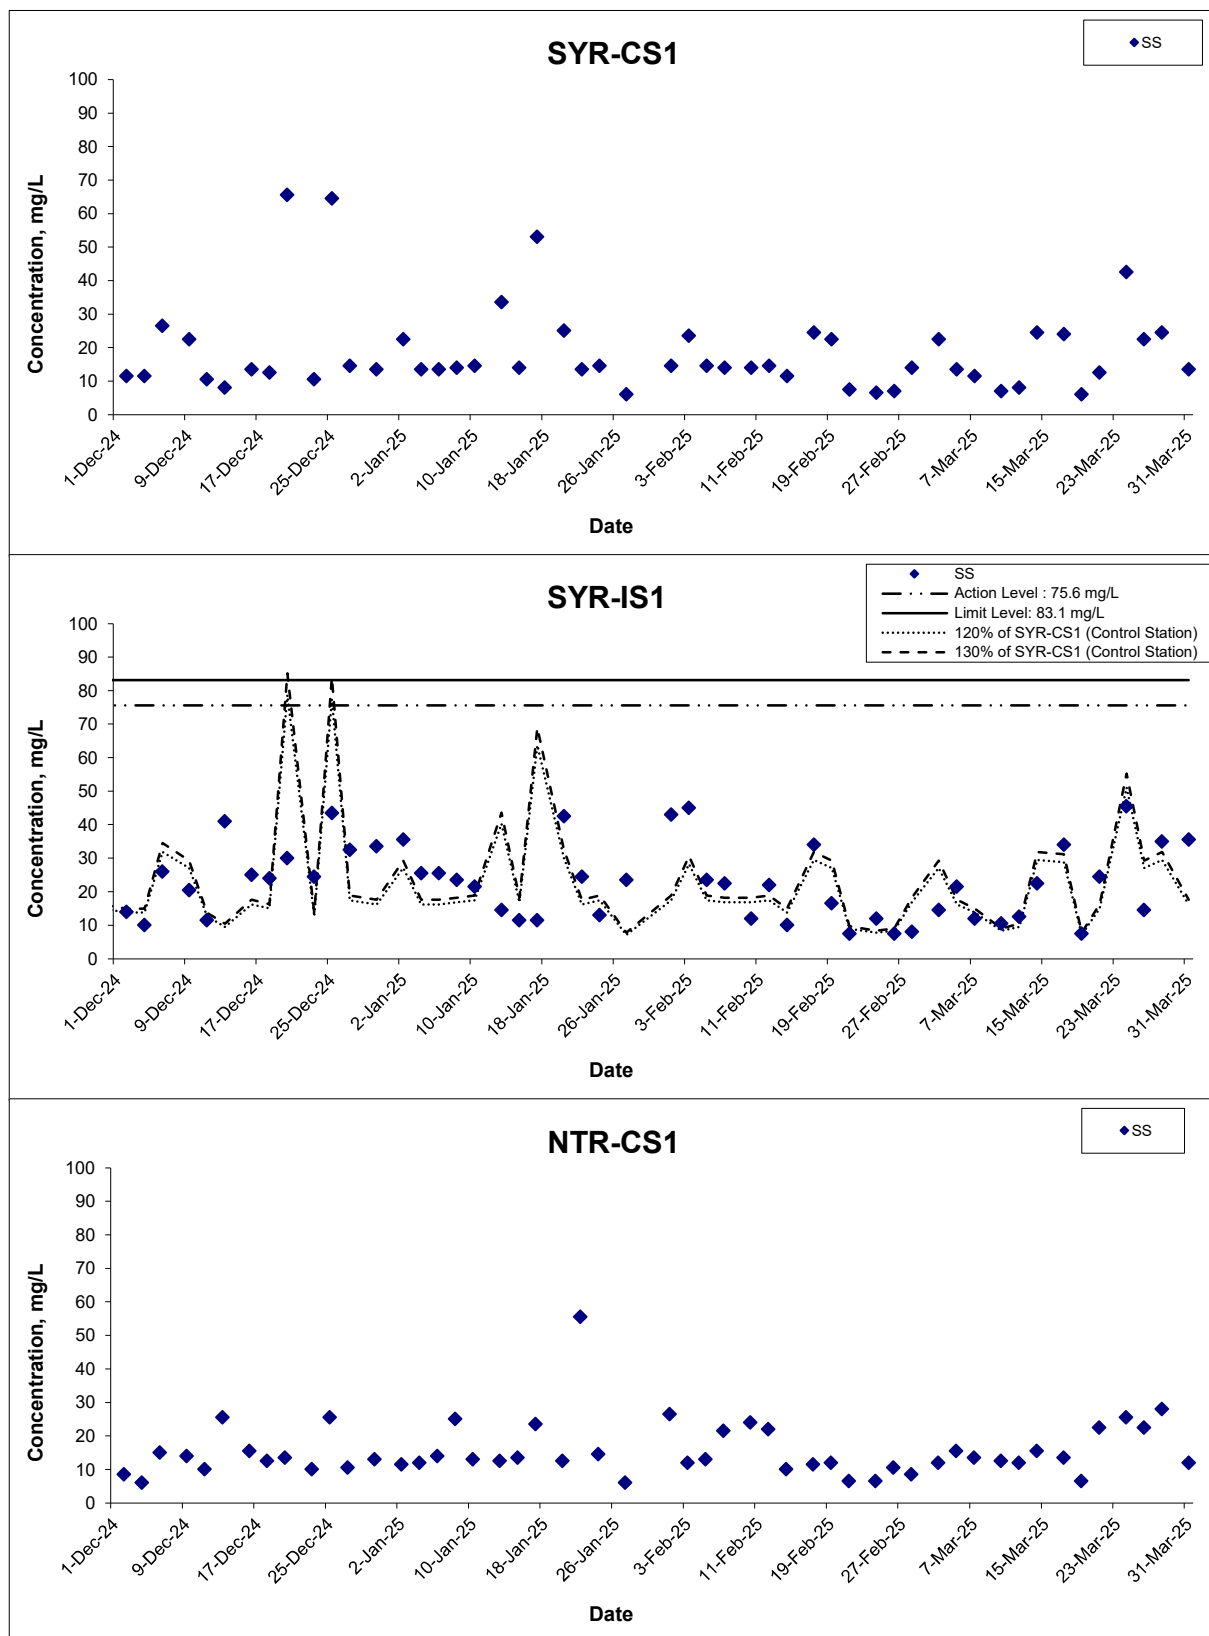 SYR-CS1
SS
100
90
80
70
60
50
40
30
20
10
0
Concentration, mg/L
1-Dec-24
9-Dec-24
17-Dec-24
25-Dec-24
2-Jan-25
10-Jan-25
18-Jan-25
26-Jan-25
3-Feb-25
11-Feb-25
19-Feb-25
27-Feb-25
7-Mar-25
15-Mar-25
23-Mar-25
31-Mar-25
Date
SYR-IS1
SS
Action Level : 75.6 mg/L
Limit Level: 83.1 mg/L
120% of SYR-CS1 (Control Station)
130% of SYR-CS1 (Control Station)
100
90
80
70
60
50
40
30
20
10
0
Concentration, mg/L
1-Dec-24
9-Dec-24
17-Dec-24
25-Dec-24
2-Jan-25
10-Jan-25
18-Jan-25
26-Jan-25
3-Feb-25
11-Feb-25
19-Feb-25
27-Feb-25
7-Mar-25
15-Mar-25
23-Mar-25
31-Mar-25
Date
NTR-CS1
SS
100
90
80
70
60
50
40
30
20
10
0
Concentration, mg/L
1-Dec-24
9-Dec-24
17-Dec-24
25-Dec-24
2-Jan-25
10-Jan-25
18-Jan-25
26-Jan-25
3-Feb-25
11-Feb-25
19-Feb-25
27-Feb-25
7-Mar-25
15-Mar-25
23-Mar-25
31-Mar-25
Date